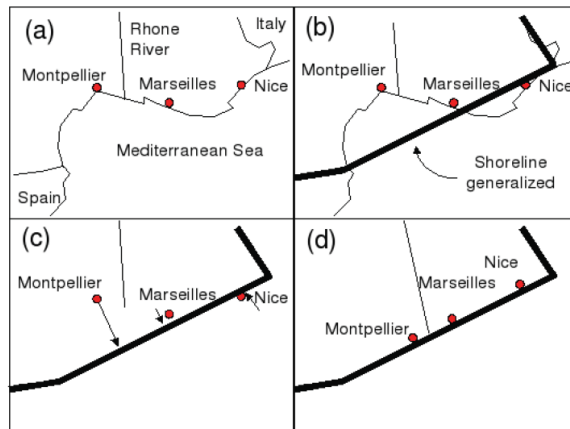 (a)
Rhone
River
Italy
Montpellier
Marseilles
Nice
Mediterranean Sea
Spain
(b)
Montpellier
Marseilles
Nice
Shoreline
generalized
(c)
Montpellier
Marseilles
Nice
(d)
Nice
Marseilles
Montpellier